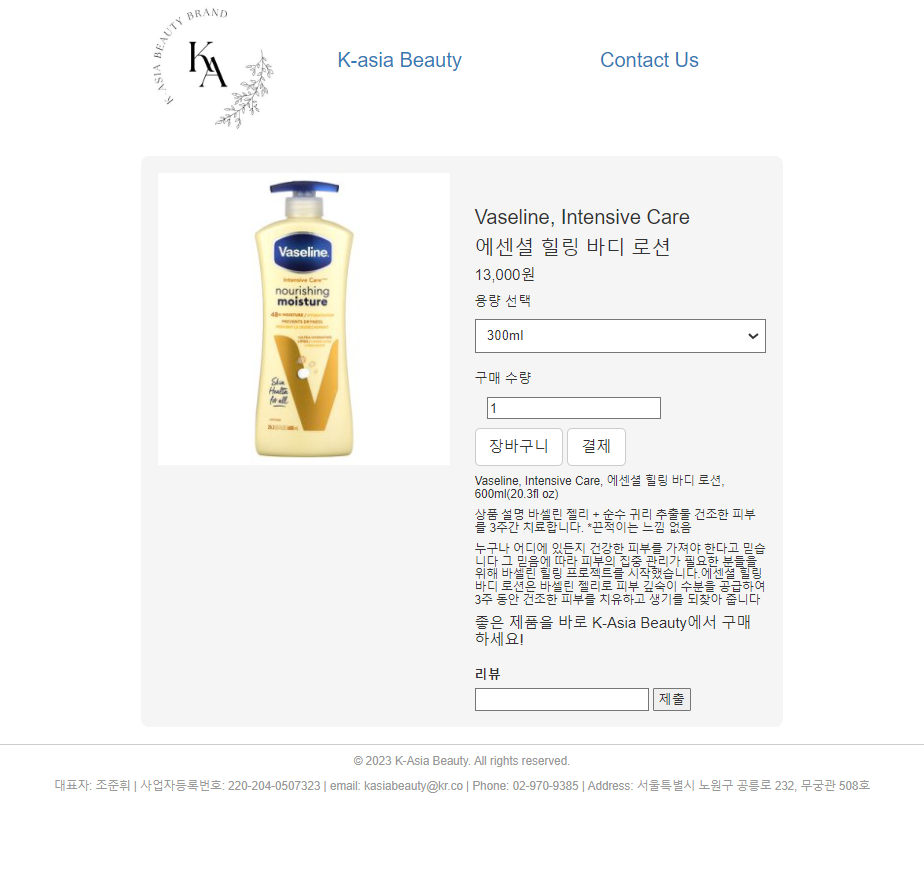 K-ASIA BEAUTY BRAND
KA
K-asia Beauty
Contact Us
Vaseline.
Intensive Care
nourishing
moisture
48H MOISTURE
Skin
Health
for all
Vaseline, Intensive Care
에센셜 힐링 바디 로션
13,000원
용량 선택
300ml
구매 수량
1
장바구니
결제
Vaseline, Intensive Care, 에센셜 힐링 바디 로션,
600ml(20.3fl oz)
상품 설명 바셀린 젤리 + 순수 귀리 추출물 건조한 피부
를 3주간 치료합니다. *끈적이는 느낌 없음
누구나 어디에 있든지 건강한 피부를 가져야 한다고 믿습
니다 그 믿음에 따라 피부의 집중 관리가 필요한 분들을
위해 바셀린 힐링 프로젝트를 시작했습니다.에센셜 힐링
바디 로션은 바셀린 젤리로 피부 깊숙이 수분을 공급하여
3주 동안 건조한 피부를 치유하고 생기를 되찾아 줍니다
좋은 제품을 바로 K-Asia Beauty에서 구매
하세요!
리뷰
제출
© 2023 K-Asia Beauty. All rights reserved.
대표자: 조준휘 | 사업자등록번호: 220-204-0507323 | email: kasiabeauty@kr.co | Phone: 02-970-9385 | Address: 서울특별시 노원구 공릉로 232, 무궁관 508호